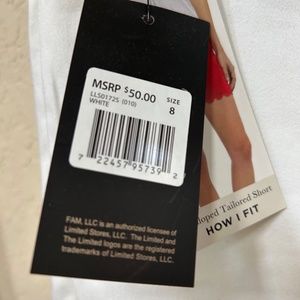 MSRP $50.00
LLS01725 (010)
WHITE
SIZE
8
7 22457 95739 2
FAM, LLC is an authorized licensee of
Limited Stores, LLC. The Limited and
The Limited logos are the registered
trademarks of Limited Stores, LLC.
loped Tailored Short
HOW I FIT